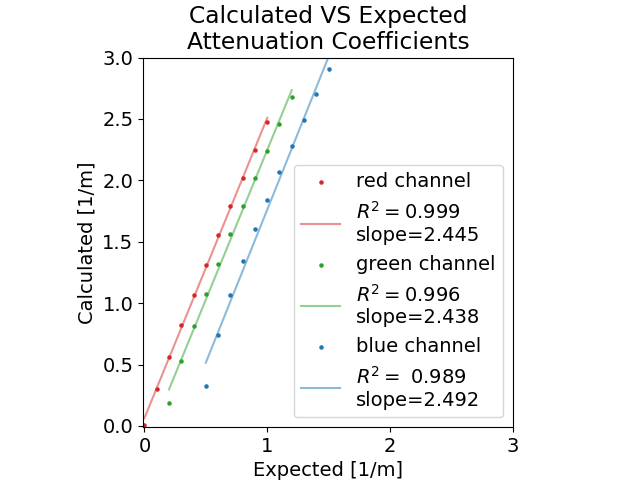 Calculated VS Expected
Attenuation Coefficients
3.0
2.5
2.0
1.5
1.0
0.5
0.0
Calculated [1/m]
0 1 2 3
Expected [1/m]
red channel
R² = 0.999
slope=2.445
green channel
R² = 0.996
slope=2.438
blue channel
R² = 0.989
slope=2.492